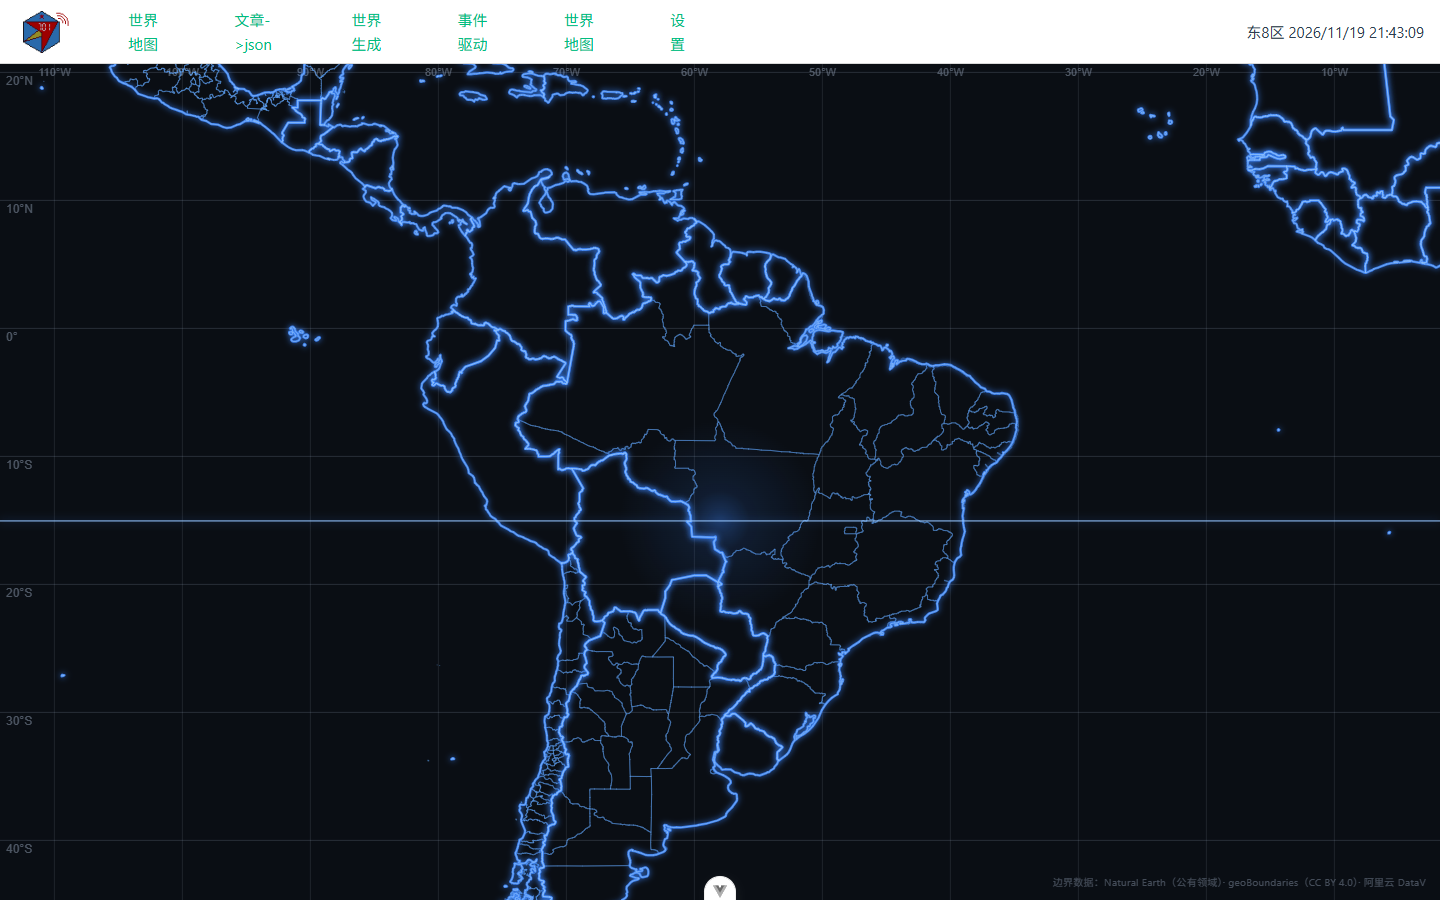 世界
地图
文章-
>json
世界
生成
事件
驱动
世界
地图
设
置
东8区 2026/11/19 21:43:09
110°W 100°W 90°W 80°W 70°W 60°W 50°W 40°W 30°W 20°W 10°W
20°N
10°N
0°
10°S
20°S
30°S
40°S
边界数据：Natural Earth（公有领域）· geoBoundaries（CC BY 4.0）· 阿里云 DataV